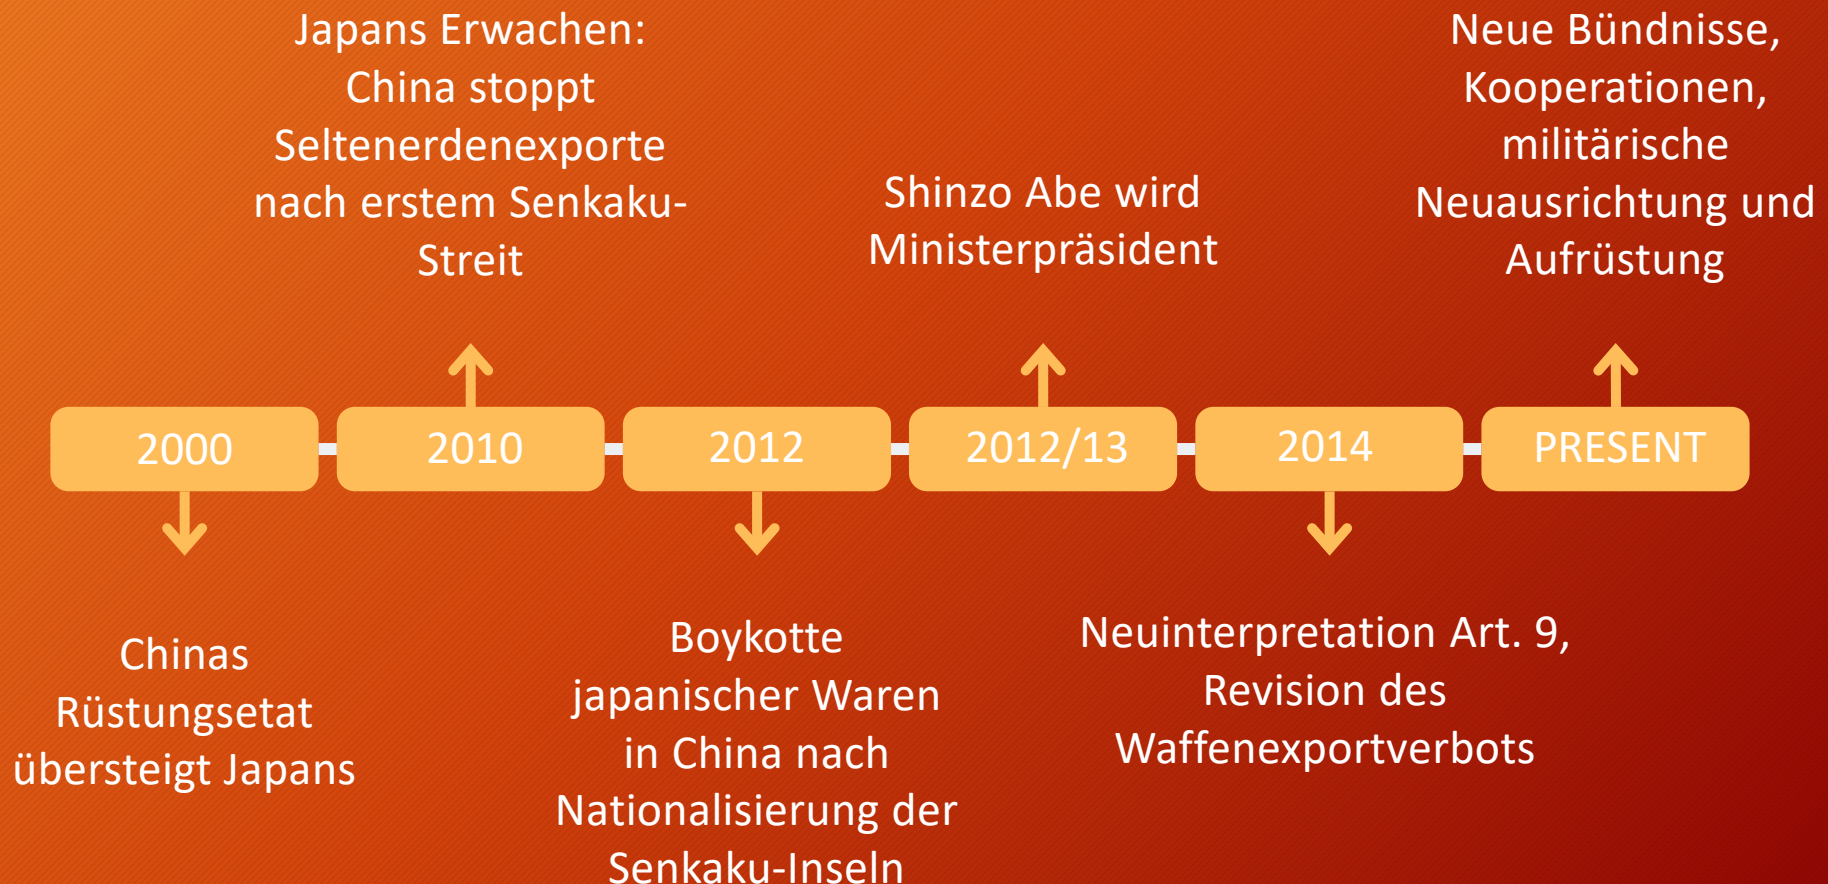 Japans Erwachen:
China stoppt
Seltenerdenexporte
nach erstem Senkaku-
Streit
Shinzo Abe wird
Ministerpräsident
Neue Bündnisse,
Kooperationen,
militärische
Neuausrichtung und
Aufrüstung
2000
2010
2012
2012/13
2014
PRESENT
Chinas
Rüstungsetat
übersteigt Japans
Boykotte
japanischer Waren
in China nach
Nationalisierung der
Senkaku-Inseln
Neuinterpretation Art. 9,
Revision des
Waffenexportverbots